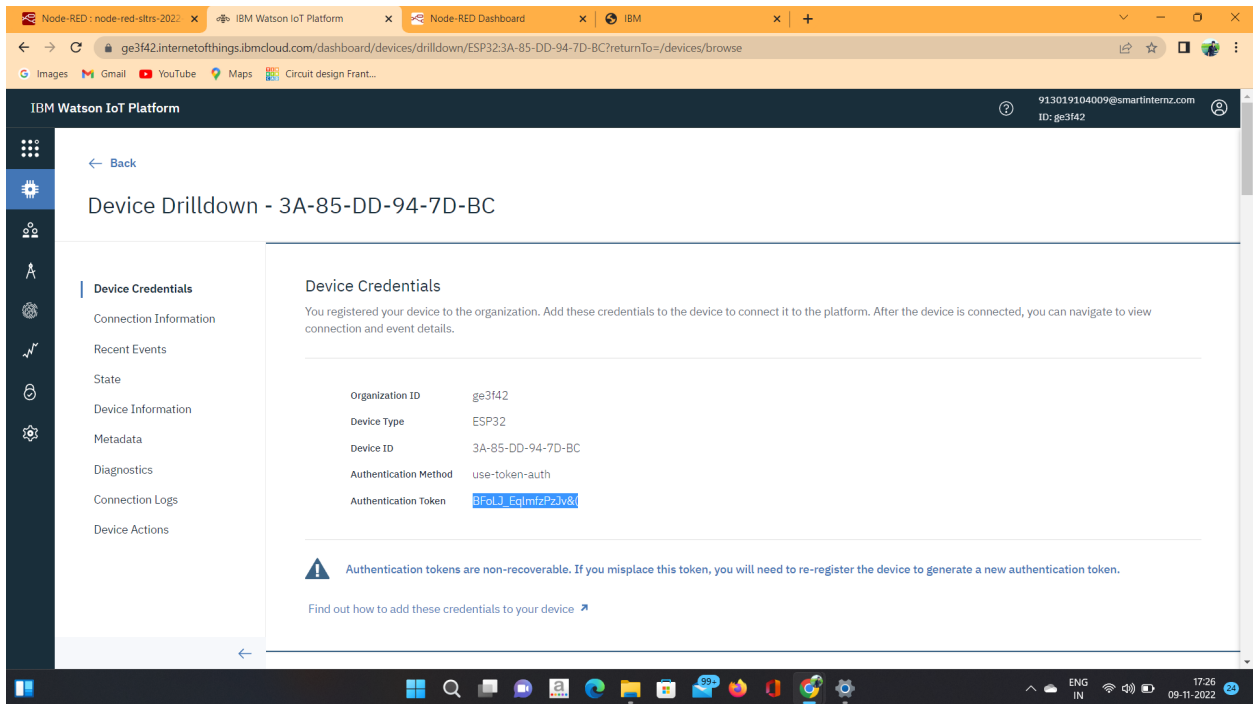 Node-RED : node-red-sltrs-2022
IBM Watson IoT Platform
Node-RED Dashboard
IBM
ge3f42.internetofthings.ibmcloud.com/dashboard/devices/drilldown/ESP32:3A-85-DD-94-7D-BC?returnTo=/devices/browse
Images
Gmail
YouTube
Maps
Circuit design Frant...
IBM Watson IoT Platform
913019104009@smartinternz.com
ID: ge3f42
Back
Device Drilldown - 3A-85-DD-94-7D-BC
Device Credentials
Connection Information
Recent Events
State
Device Information
Metadata
Diagnostics
Connection Logs
Device Actions
Device Credentials
You registered your device to the organization. Add these credentials to the device to connect it to the platform. After the device is connected, you can navigate to view
connection and event details.
Organization ID ge3f42
Device Type ESP32
Device ID 3A-85-DD-94-7D-BC
Authentication Method use-token-auth
Authentication Token BFoLJ_EqlmfzPzJv&(
Authentication tokens are non-recoverable. If you misplace this token, you will need to re-register the device to generate a new authentication token.
Find out how to add these credentials to your device
99+
ENG
IN
17:26
09-11-2022
24